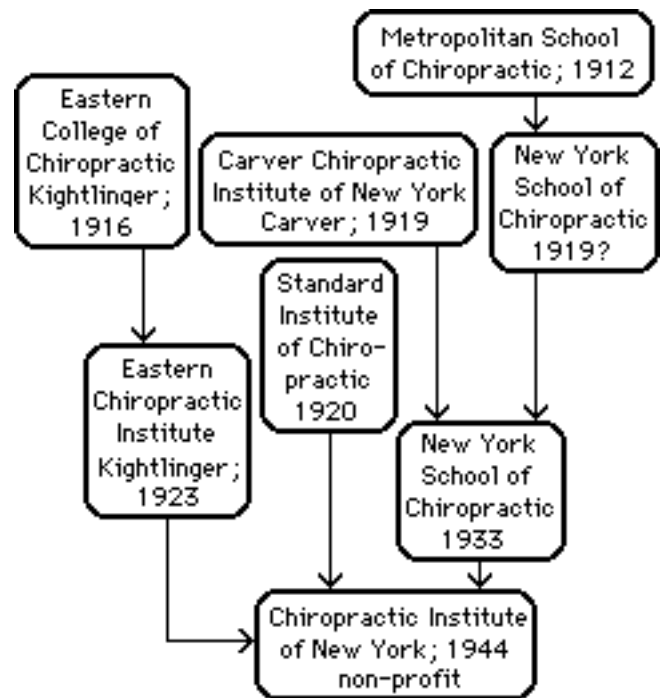 Metropolitan School
of Chiropractic; 1912
Eastern
College of
Chiropractic
Kightlinger;
1916
Carver Chiropractic
Institute of New York
Carver; 1919
New York
School of
Chiropractic
1919?
Standard
Institute
of Chiro-
practic
1920
Eastern
Chiropractic
Institute
Kightlinger;
1923
New York
School of
Chiropractic
1933
Chiropractic Institute
of New York; 1944
non-profit